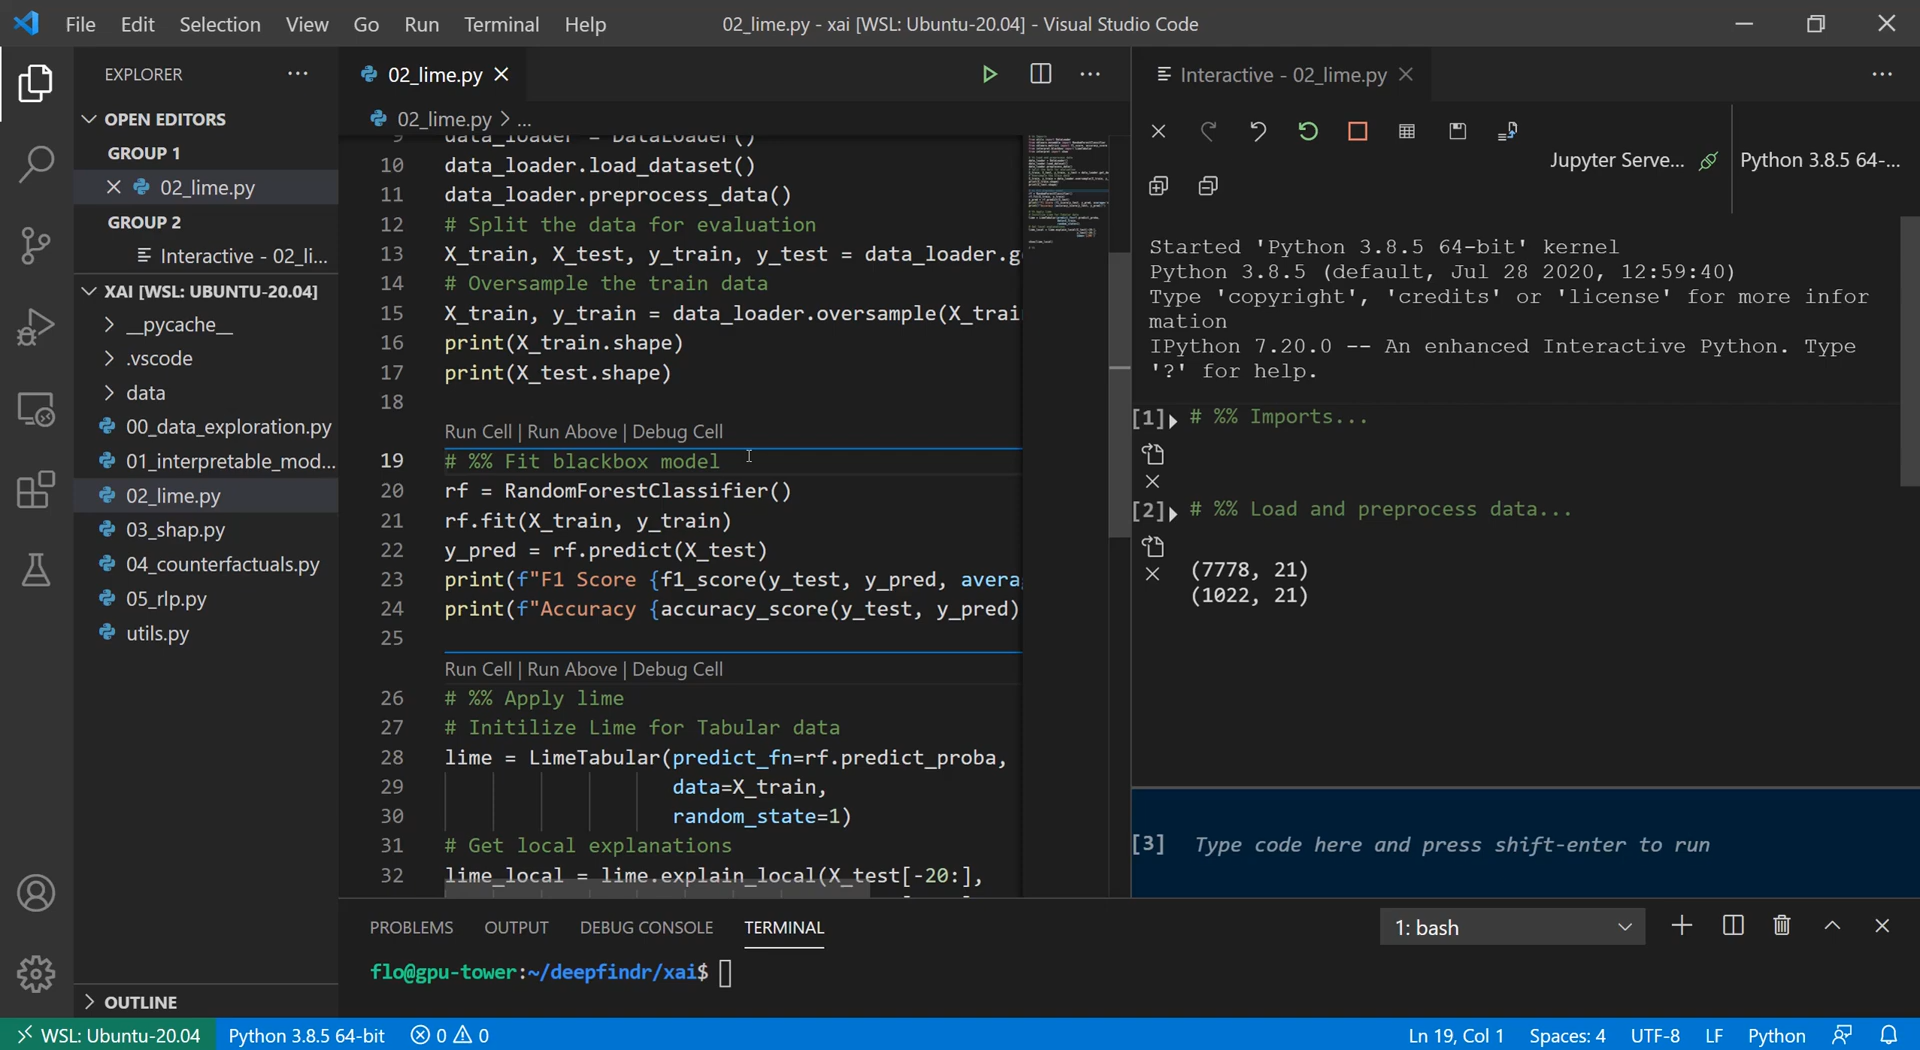 File Edit Selection View Go Run Terminal Help
02_lime.py - xai [WSL: Ubuntu-20.04] - Visual Studio Code
EXPLORER
OPEN EDITORS
GROUP 1
02_lime.py
GROUP 2
Interactive - 02_li...
XAI [WSL: UBUNTU-20.04]
__pycache__
.vscode
data
00_data_exploration.py
01_interpretable_mod...
02_lime.py
03_shap.py
04_counterfactuals.py
05_rlp.py
utils.py
OUTLINE
02_lime.py
02_lime.py > ...
9 data_loader = DataLoader()
10 data_loader.load_dataset()
11 data_loader.preprocess_data()
12 # Split the data for evaluation
13 X_train, X_test, y_train, y_test = data_loader.g
14 # Oversample the train data
15 X_train, y_train = data_loader.oversample(X_trai
16 print(X_train.shape)
17 print(X_test.shape)
18
Run Cell | Run Above | Debug Cell
19 # %% Fit blackbox model
20 rf = RandomForestClassifier()
21 rf.fit(X_train, y_train)
22 y_pred = rf.predict(X_test)
23 print(f"F1 Score {f1_score(y_test, y_pred, avera
24 print(f"Accuracy {accuracy_score(y_test, y_pred)
25
Run Cell | Run Above | Debug Cell
26 # %% Apply lime
27 # Initilize Lime for Tabular data
28 lime = LimeTabular(predict_fn=rf.predict_proba,
29 data=X_train,
30 random_state=1)
31 # Get local explanations
32 lime_local = lime.explain_local(X_test[-20:],
Interactive - 02_lime.py
Jupyter Serve... Python 3.8.5 64-...
Started 'Python 3.8.5 64-bit' kernel
Python 3.8.5 (default, Jul 28 2020, 12:59:40)
Type 'copyright', 'credits' or 'license' for more infor
mation
IPython 7.20.0 -- An enhanced Interactive Python. Type
'?' for help.
[1] # %% Imports...
[2] # %% Load and preprocess data...
(7778, 21)
(1022, 21)
[3] Type code here and press shift-enter to run
PROBLEMS OUTPUT DEBUG CONSOLE TERMINAL
1: bash
flo@gpu-tower:~/deepfindr/xai$
WSL: Ubuntu-20.04 Python 3.8.5 64-bit 0 0
Ln 19, Col 1 Spaces: 4 UTF-8 LF Python